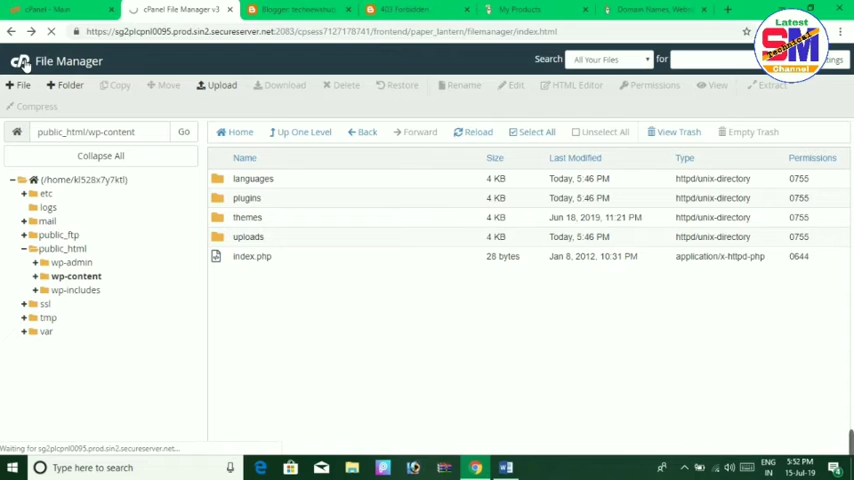 cPanel - Main
cPanel File Manager v3
403 Forbidden
My Products
Latest
SM
Technical
Channel
https://sg2plcpnl0095.prod.sin2.secureserver.net:2083/cpsess7127178741/frontend/paper_lantern/filemanager/index.html
File Manager
Search
All Your Files
for
File
Folder
Copy
Move
Upload
Download
Delete
Restore
Rename
Edit
HTML Editor
Permissions
View
Extract
Compress
public_html/wp-content
Go
Home
Up One Level
Back
Forward
Reload
Select All
Unselect All
View Trash
Empty Trash
Collapse All
(/home/kl528x7y7ktl)
etc
logs
mail
public_ftp
public_html
wp-admin
wp-content
wp-includes
ssl
tmp
var
Name Size Last Modified Type Permissions
languages 4 KB Today, 5:46 PM httpd/unix-directory 0755
plugins 4 KB Today, 5:46 PM httpd/unix-directory 0755
themes 4 KB Jun 18, 2019, 11:21 PM httpd/unix-directory 0755
uploads 4 KB Today, 5:46 PM httpd/unix-directory 0755
index.php 28 bytes Jan 8, 2012, 10:31 PM application/x-httpd-php 0644
Waiting for sg2plcpnl0095.prod.sin2.secureserver.net...
Type here to search
ENG
IN
5:52 PM
15-Jul-19